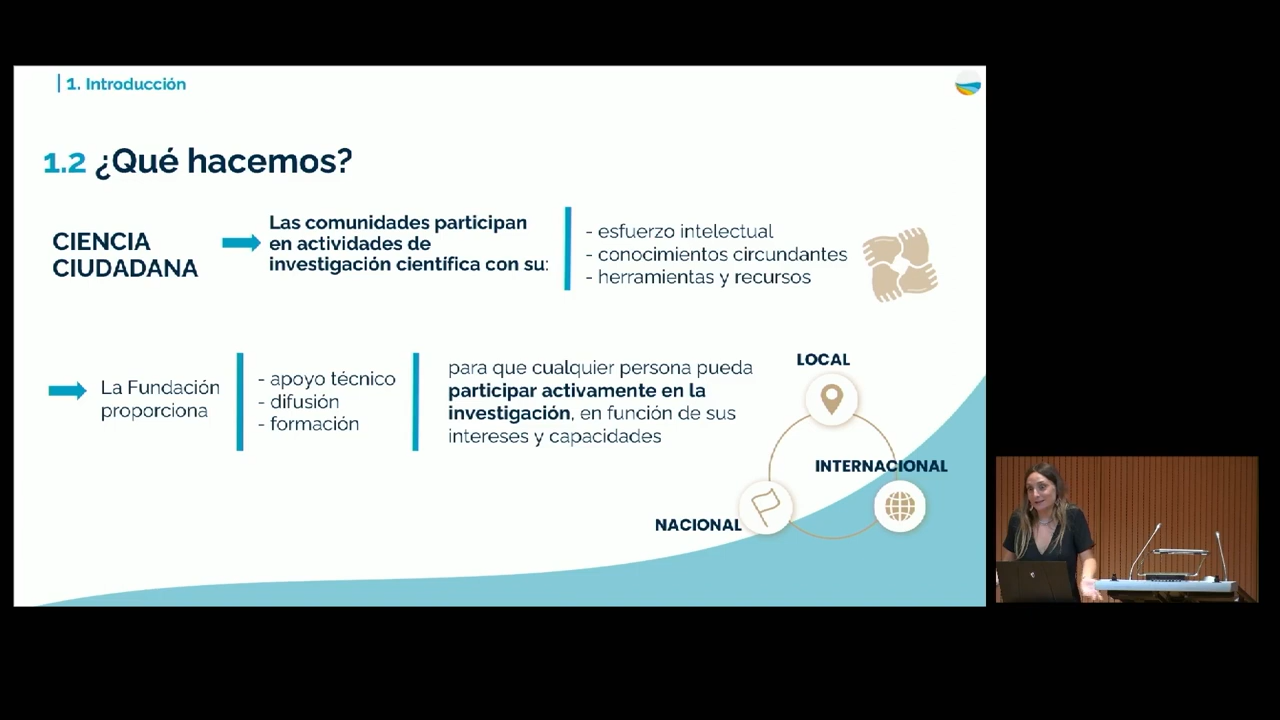 | 1. Introducción
1.2 ¿Qué hacemos?
CIENCIA
CIUDADANA
Las comunidades participan
en actividades de
investigación científica con su:
- esfuerzo intelectual
- conocimientos circundantes
- herramientas y recursos
La Fundación
proporciona
- apoyo técnico
- difusión
- formación
para que cualquier persona pueda
participar activamente en la
investigación, en función de sus
intereses y capacidades
LOCAL
INTERNACIONAL
NACIONAL